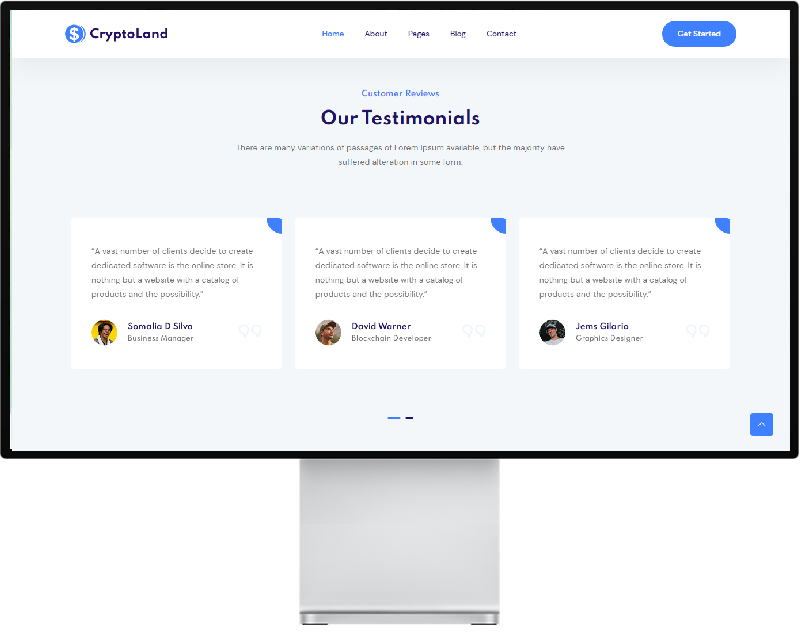 CryptoLand
Home About Pages Blog Contact
Get Started
Customer Reviews
Our Testimonials
There are many variations of passages of Lorem Ipsum available, but the majority have
suffered alteration in some form.
“A vast number of clients decide to create
dedicated software is the online store. It is
nothing but a website with a catalog of
products and the possibility.”
Somalia D Silva
Business Manager
“A vast number of clients decide to create
dedicated software is the online store. It is
nothing but a website with a catalog of
products and the possibility.”
David Warner
Blockchain Developer
“A vast number of clients decide to create
dedicated software is the online store. It is
nothing but a website with a catalog of
products and the possibility.”
Jems Gilario
Graphics Designer